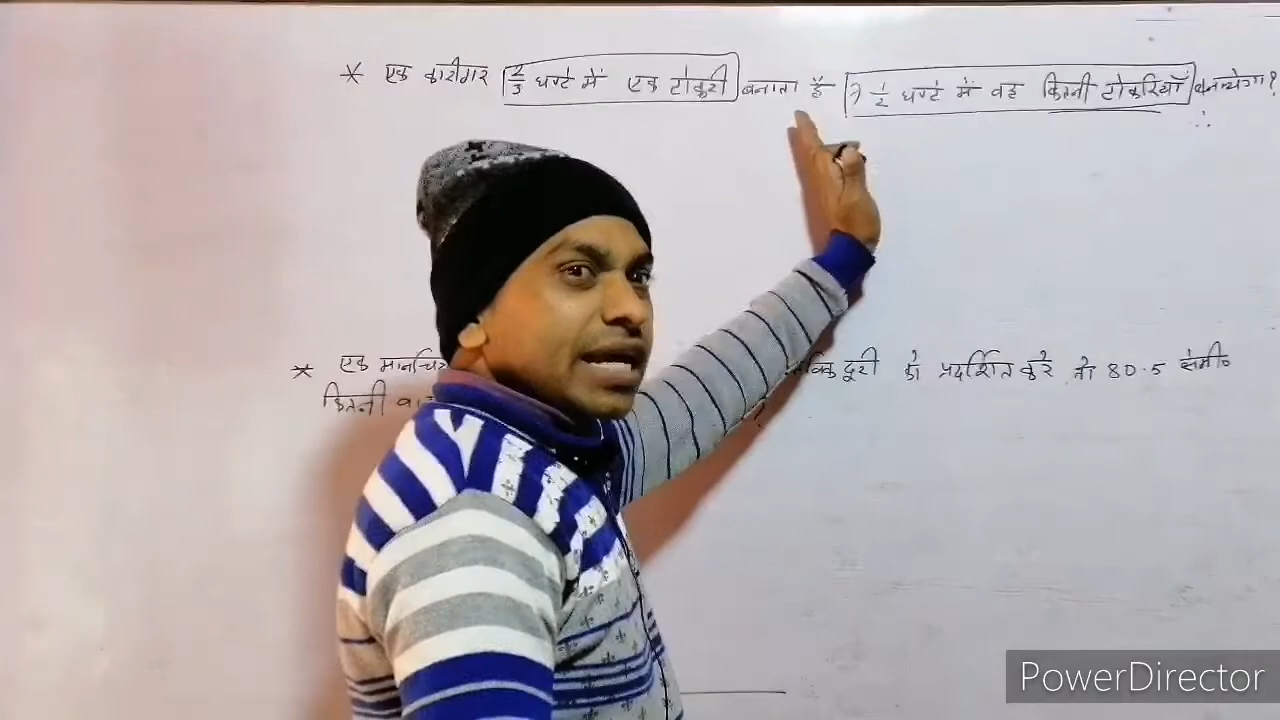 * एक कारीगर 2/3 घण्टे में एक टोकरी बनाता है 7 1/2 घण्टे में वह कितनी टोकरियाँ बनायेगा?
* एक मानचि दूरी को प्रदर्शित करे तो 80.5 सेमी०
कितनी वा ?
PowerDirector